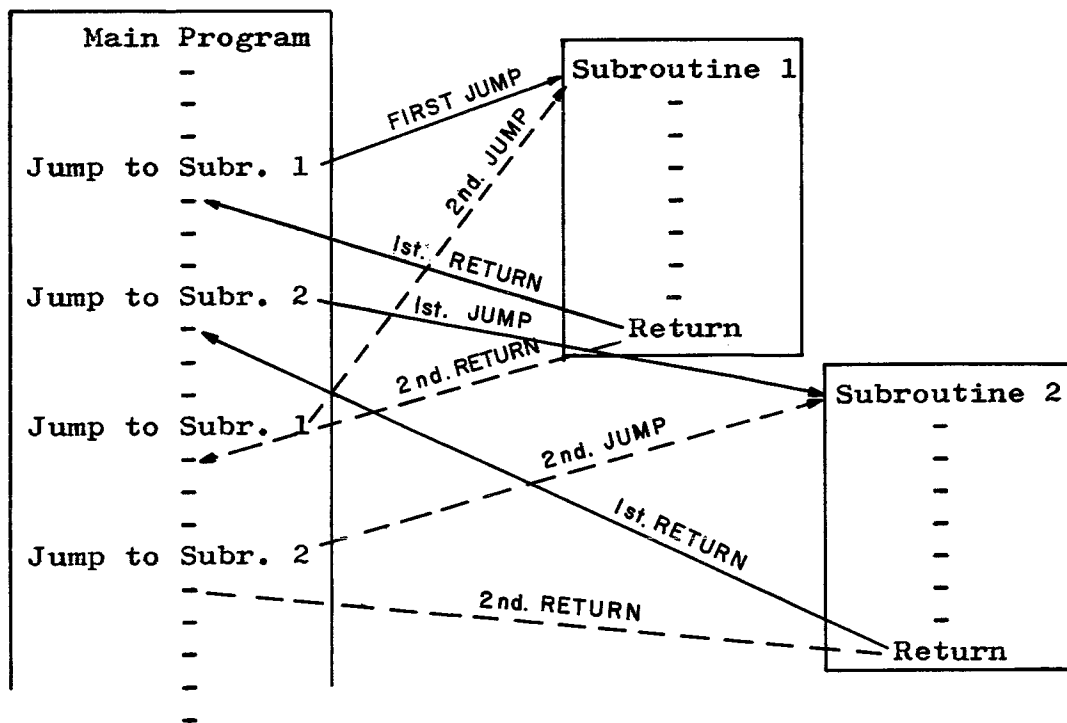 Main Program
-
-
-
Jump to Subr. 1
-
-
-
Jump to Subr. 2
-
-
-
Jump to Subr. 1
-
-
-
Jump to Subr. 2
-
-
-
-
-
FIRST JUMP
2nd. JUMP
1st. RETURN
1st. JUMP
2nd. RETURN
2nd. JUMP
1st. RETURN
2nd. RETURN
Subroutine 1
-
-
-
-
-
-
-
Return
Subroutine 2
-
-
-
-
-
-
-
Return